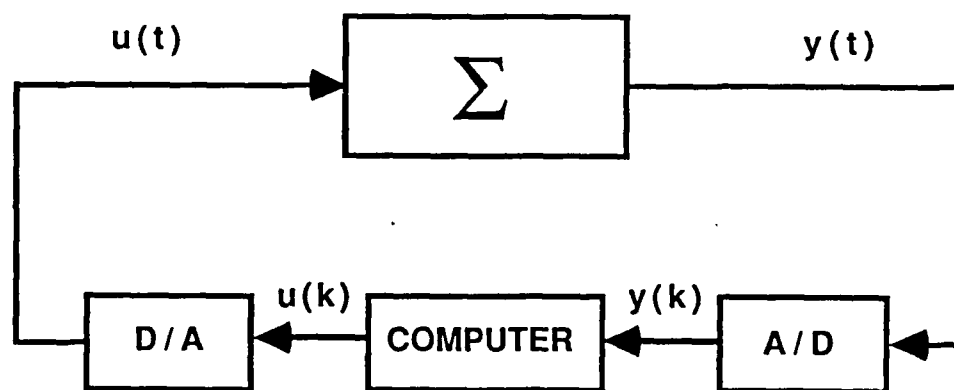 u(t)
y(t)
Σ
u(k)
y(k)
D/A
COMPUTER
A/D